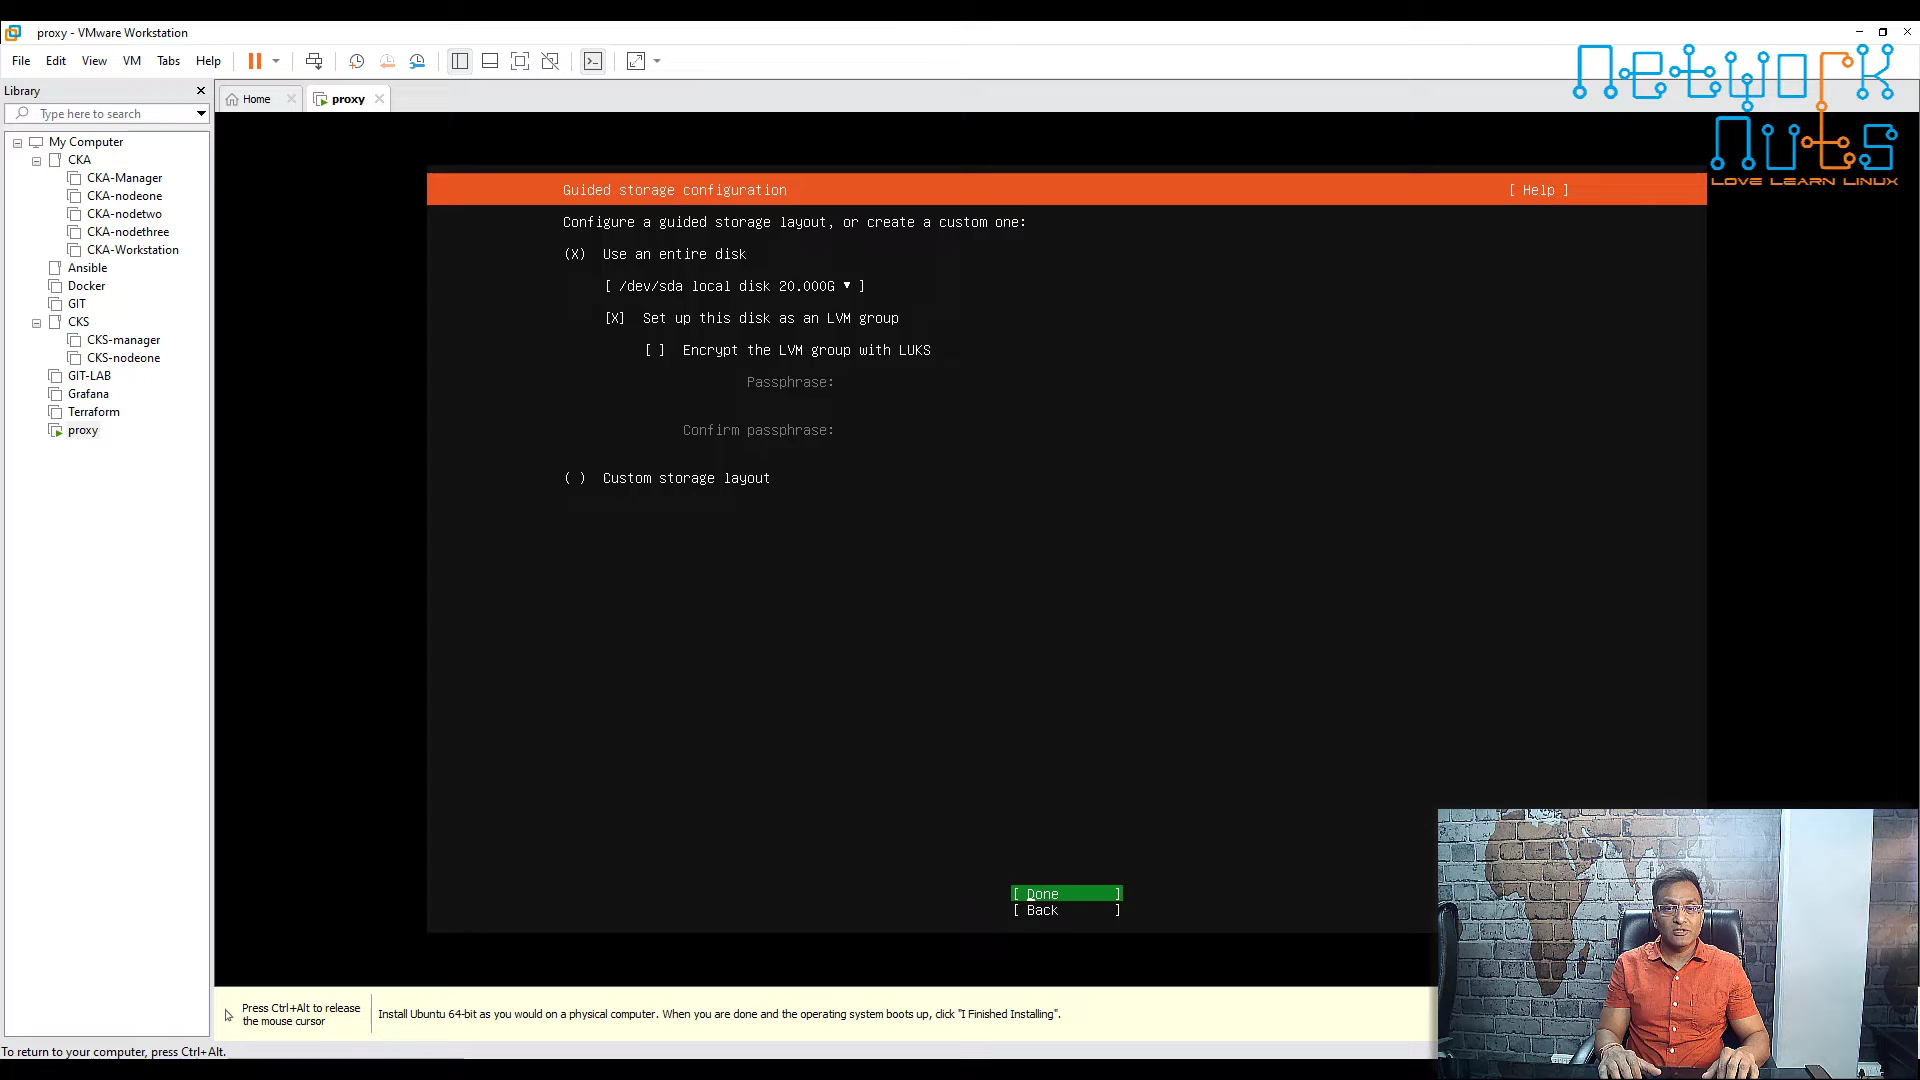 proxy - VMware Workstation
File Edit View VM Tabs Help
Library
Type here to search
Home
proxy
My Computer
CKA
CKA-Manager
CKA-nodeone
CKA-nodetwo
CKA-nodethree
CKA-Workstation
Ansible
Docker
GIT
CKS
CKS-manager
CKS-nodeone
GIT-LAB
Grafana
Terraform
proxy
network
nuts
LOVE LEARN LINUX
Guided storage configuration [ Help ]
Configure a guided storage layout, or create a custom one:
(X) Use an entire disk
[ /dev/sda local disk 20.000G ▾ ]
[X] Set up this disk as an LVM group
[ ] Encrypt the LVM group with LUKS
Passphrase:
Confirm passphrase:
( ) Custom storage layout
[ Done ]
[ Back ]
Press Ctrl+Alt to release
the mouse cursor
Install Ubuntu 64-bit as you would on a physical computer. When you are done and the operating system boots up, click "I Finished Installing".
To return to your computer, press Ctrl+Alt.